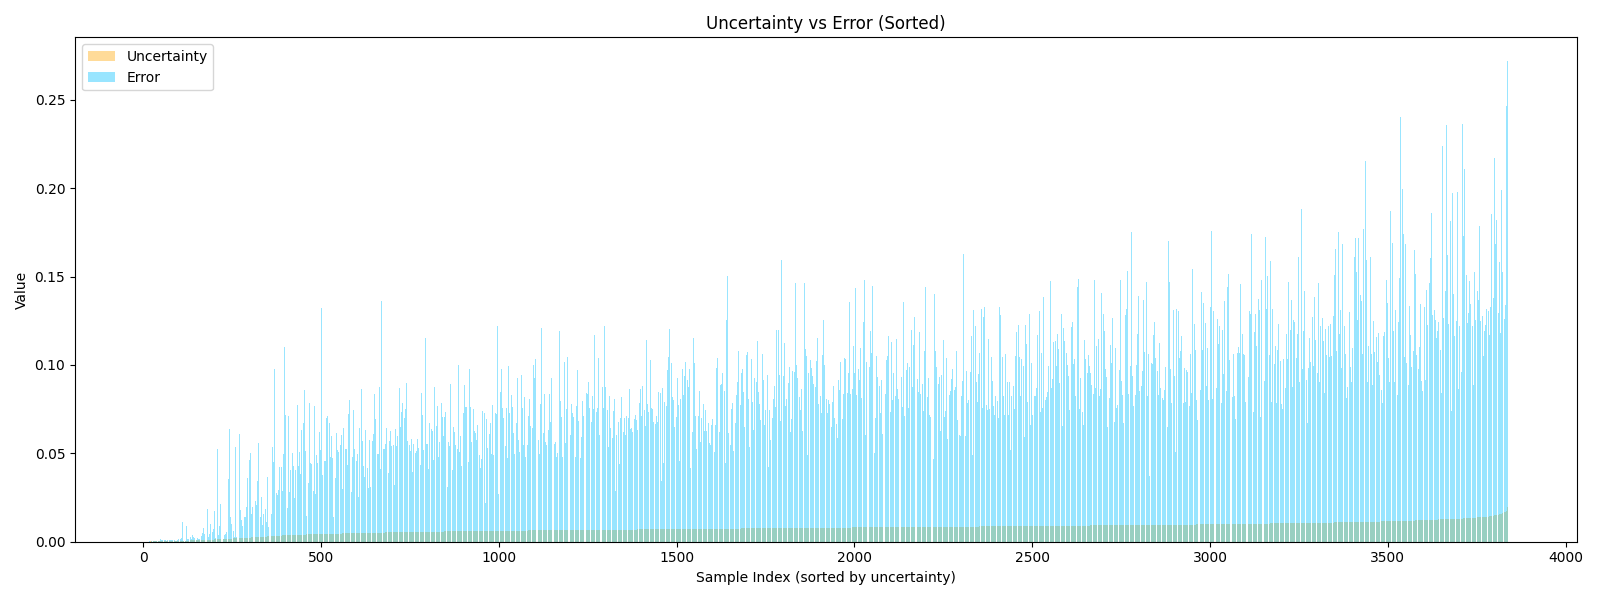 Uncertainty vs Error (Sorted)
Uncertainty
Error
Value
0.25
0.20
0.15
0.10
0.05
0.00
0 500 1000 1500 2000 2500 3000 3500 4000
Sample Index (sorted by uncertainty)